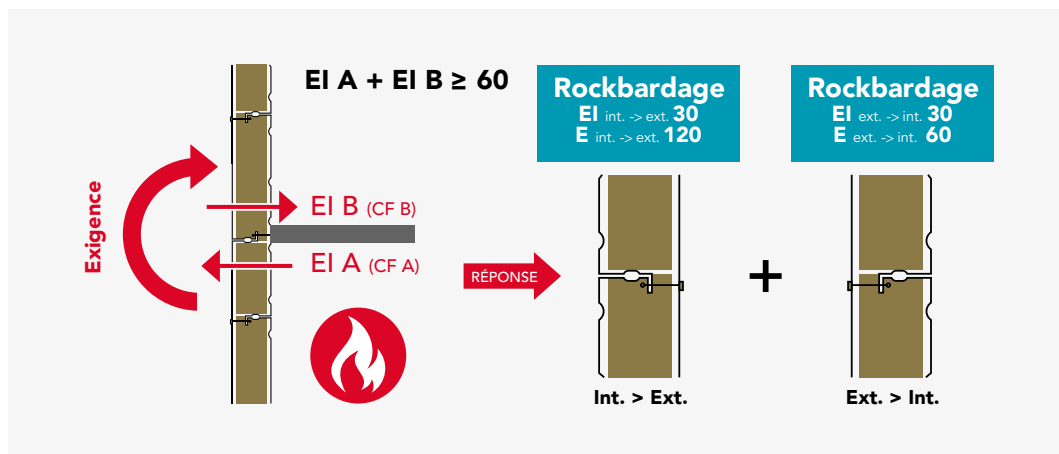 EI A + EI B ≥ 60
Exigence
EI B (CF B)
EI A (CF A)
RÉPONSE
Rockbardage
EI int. -> ext. 30
E int. -> ext. 120
Int. > Ext.
+
Rockbardage
EI ext. -> int. 30
E ext. -> int. 60
Ext. > Int.